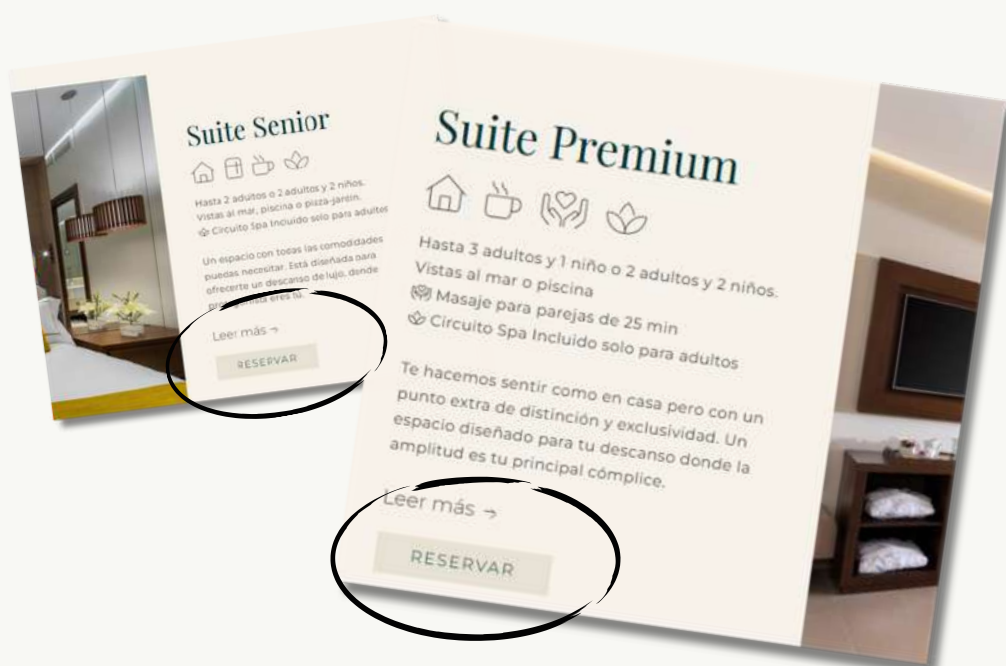 Suite Senior
Hasta 2 adultos o 2 adultos y 2 niños.
Vistas al mar, piscina o plaza-jardín.
Circuito Spa Incluido solo para adultos
Un espacio con todas las comodidades
puedas necesitar. Está diseñada para
ofrecerte un descanso de lujo, donde
protagonista eres tú.
Leer más →
RESERVAR
Suite Premium
Hasta 3 adultos y 1 niño o 2 adultos y 2 niños.
Vistas al mar o piscina
Masaje para parejas de 25 min
Circuito Spa Incluido solo para adultos
Te hacemos sentir como en casa pero con un
punto extra de distinción y exclusividad. Un
espacio diseñado para tu descanso donde la
amplitud es tu principal cómplice.
Leer más →
RESERVAR